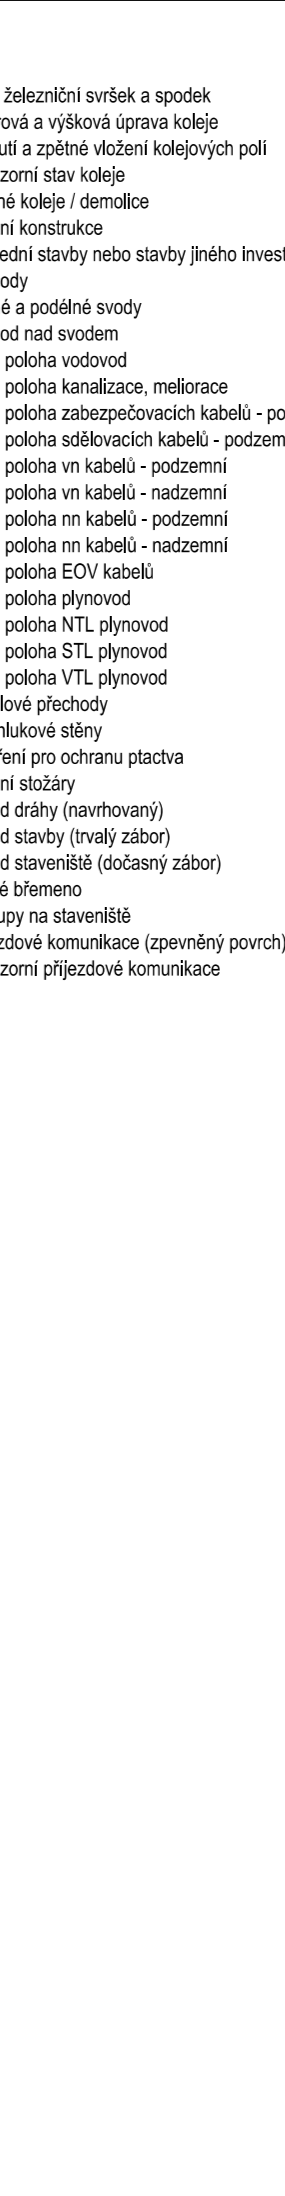 železniční svršek a spodek
rová a výšková úprava koleje
utí a zpětné vložení kolejových polí
zorní stav koleje
né koleje / demolice
ní konstrukce
ední stavby nebo stavby jiného invest
ody
é a podélné svody
od nad svodem
poloha vodovod
poloha kanalizace, meliorace
poloha zabezpečovacích kabelů - po
poloha sdělovacích kabelů - podzem
poloha vn kabelů - podzemní
poloha vn kabelů - nadzemní
poloha nn kabelů - podzemní
poloha nn kabelů - nadzemní
poloha EOV kabelů
poloha plynovod
poloha NTL plynovod
poloha STL plynovod
poloha VTL plynovod
lové přechody
hlukové stěny
ření pro ochranu ptactva
ní stožáry
d dráhy (navrhovaný)
d stavby (trvalý zábor)
d staveniště (dočasný zábor)
é břemeno
upy na staveniště
zdové komunikace (zpevněný povrch)
zorní příjezdové komunikace